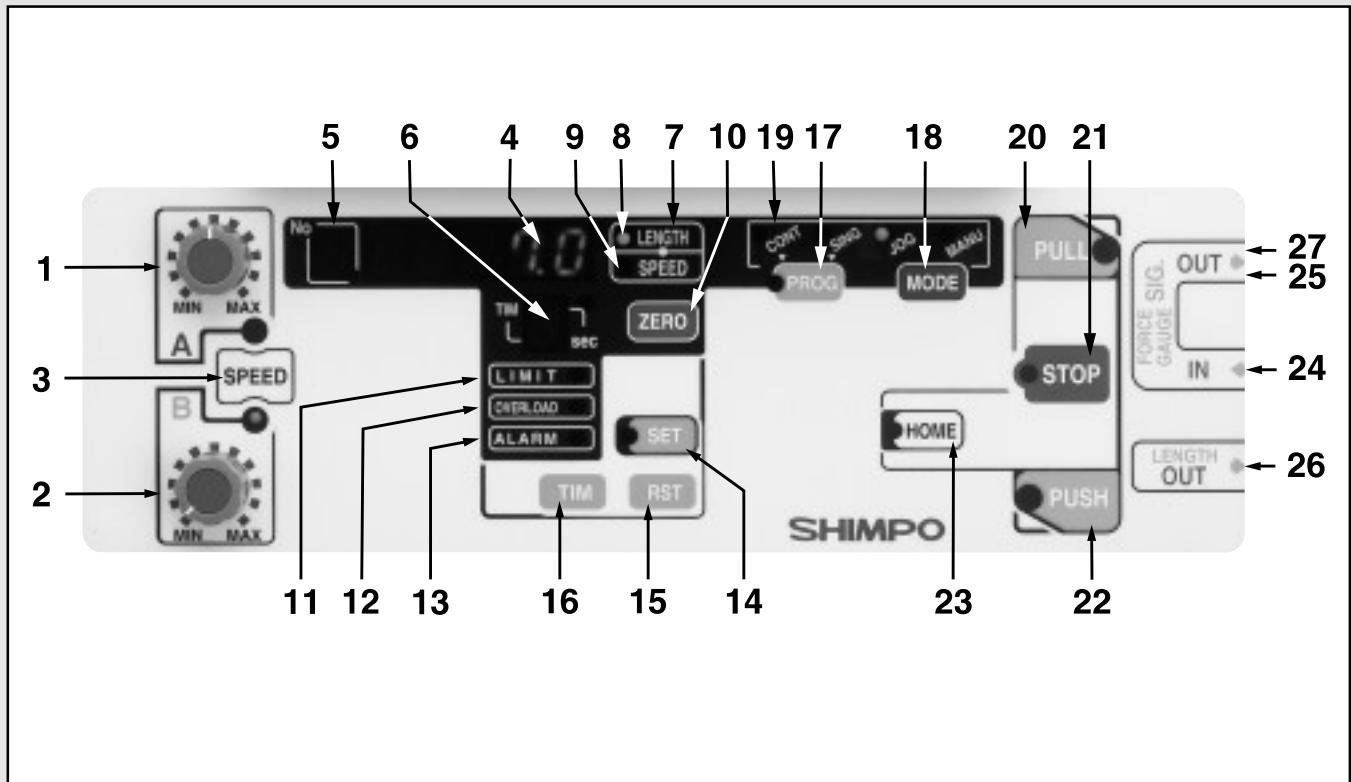 5 6 4 9 8 7 10 19 17 18 20 21
1
3
2
27
25
24
26
MIN MAX
A
SPEED
B
MIN MAX
No
7.0
LENGTH
SPEED
TIM
sec
ZERO
LIMIT
OVERLOAD
ALARM
SET
TIM RST
CONT SING JOG MANU
PROG MODE
PULL
STOP
HOME
PUSH
SHIMPO
FORCE
GAUGE SIG.
OUT
IN
LENGTH
OUT
11 12 13 16 15 14 23 22